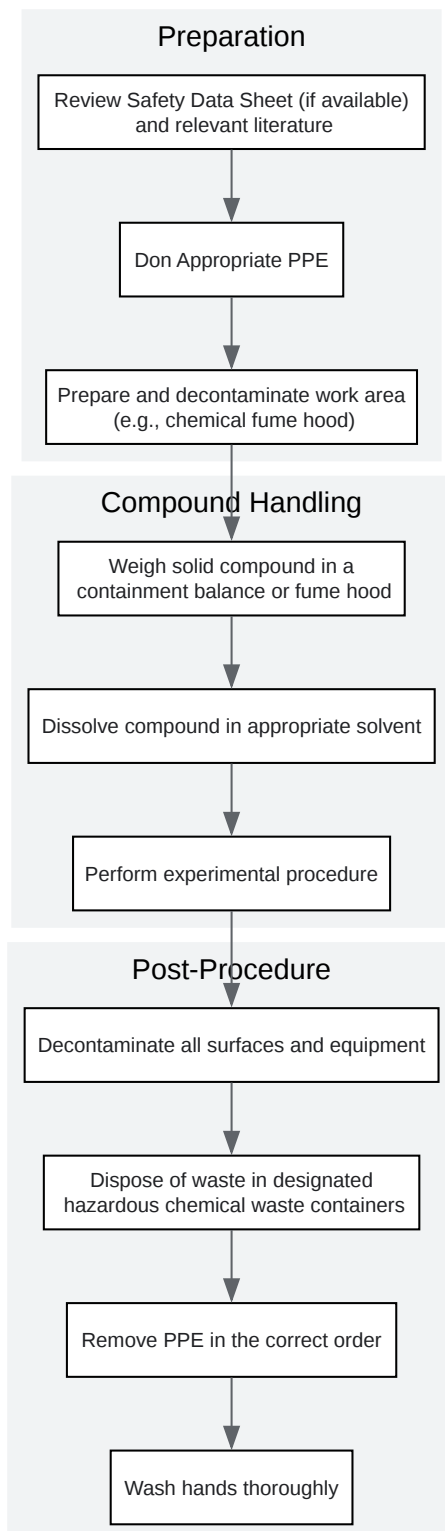 Preparation
Review Safety Data Sheet (if available)
and relevant literature
Don Appropriate PPE
Prepare and decontaminate work area
(e.g., chemical fume hood)
Compound Handling
Weigh solid compound in a
containment balance or fume hood
Dissolve compound in appropriate solvent
Perform experimental procedure
Post-Procedure
Decontaminate all surfaces and equipment
Dispose of waste in designated
hazardous chemical waste containers
Remove PPE in the correct order
Wash hands thoroughly